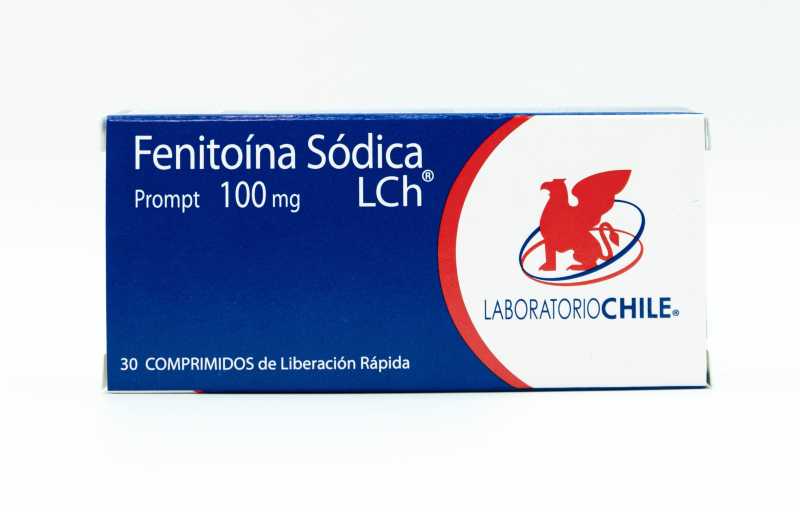 Fenitoína Sódica
Prompt 100 mg LCh®
LABORATORIOCHILE®
30 COMPRIMIDOS de Liberación Rápida